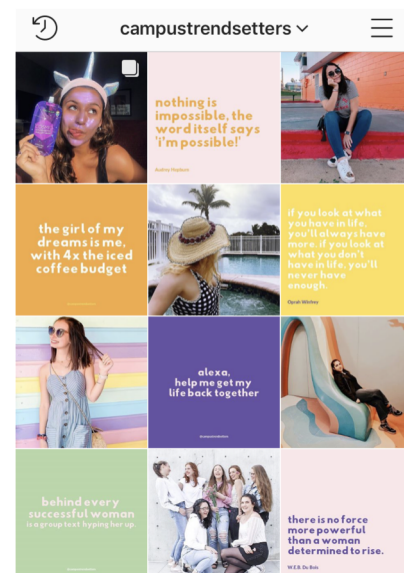 campustrendsetters
nothing is
impossible, the
word itself says
'i'm possible!'
Audrey Hepburn
the girl of my
dreams is me,
with 4x the iced
coffee budget
if you look at what
you have in life,
you'll always have
more. if you look at
what you don't
have in life, you'll
never have
enough.
Oprah Winfrey
alexa,
help me get my
life back together
@campustrendsetters
behind every
successful woman
is a group text hyping her up.
there is no force
more powerful
than a woman
determined to rise.
W.E.B. Du Bois